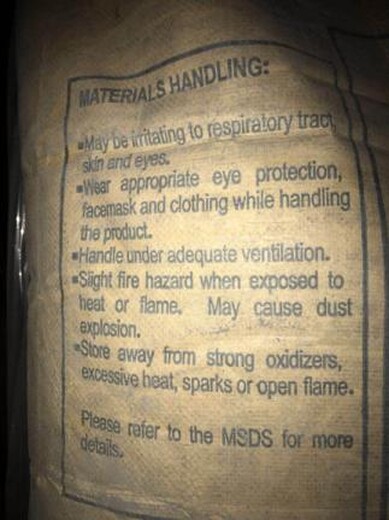 MATERIALS HANDLING:
▪May be irritating to respiratory tract
skin and eyes.
▪Wear appropriate eye protection,
facemask and clothing while handling
the product.
▪Handle under adequate ventilation.
▪Slight fire hazard when exposed to
heat or flame. May cause dust
explosion.
▪Store away from strong oxidizers,
excessive heat, sparks or open flame.
Please refer to the MSDS for more
details.